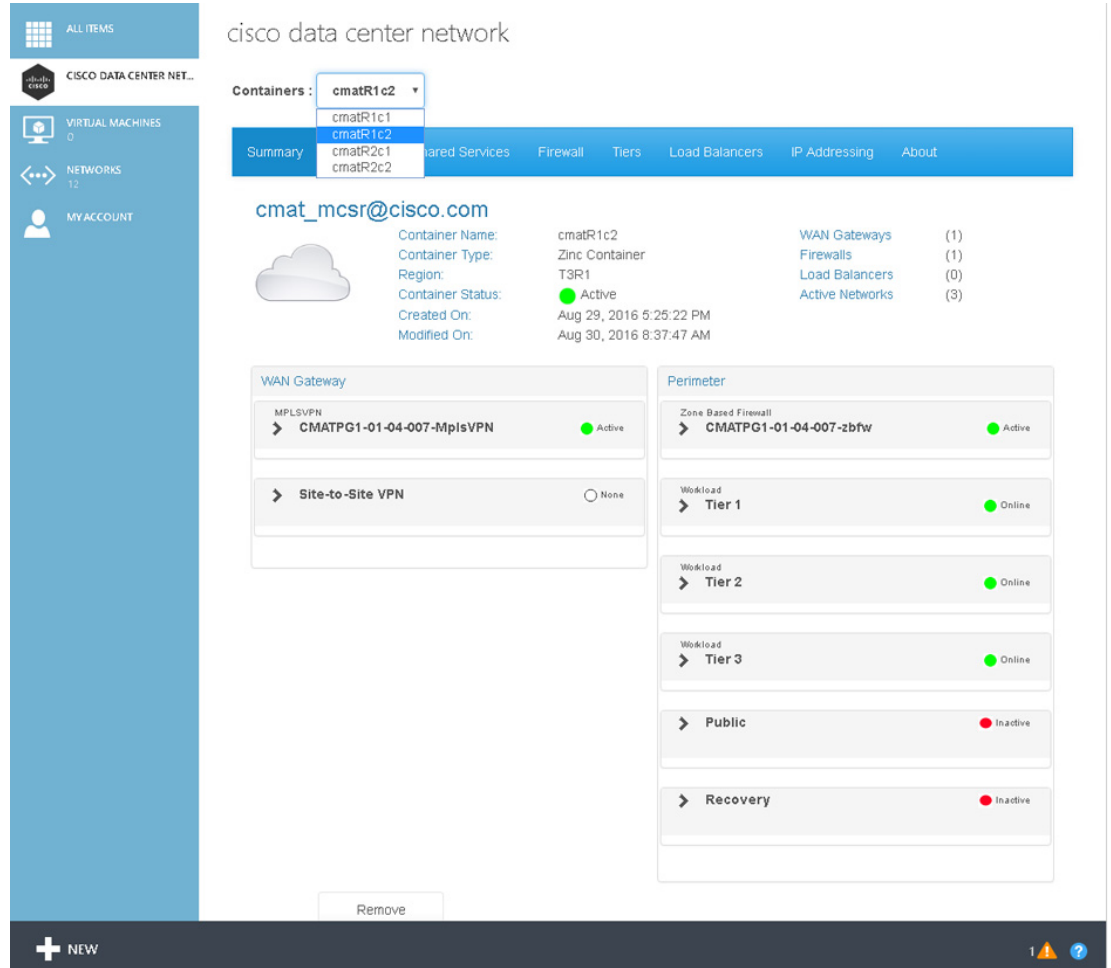 ALL ITEMS
CISCO DATA CENTER NET...
CISCO
VIRTUAL MACHINES
0
NETWORKS
12
MY ACCOUNT
cisco data center network
Containers : cmatR1c2
cmatR1c1
cmatR1c2
cmatR2c1
cmatR2c2
Summary hared Services Firewall Tiers Load Balancers IP Addressing About
cmat_mcsr@cisco.com
Container Name: cmatR1c2 WAN Gateways (1)
Container Type: Zinc Container Firewalls (1)
Region: T3R1 Load Balancers (0)
Container Status: Active Active Networks (3)
Created On: Aug 29, 2016 5:25:22 PM
Modified On: Aug 30, 2016 8:37:47 AM
WAN Gateway
MPLSVPN
CMATPG1-01-04-007-MplsVPN Active
Site-to-Site VPN None
Perimeter
Zone Based Firewall
CMATPG1-01-04-007-zbfw Active
Workload
Tier 1 Online
Workload
Tier 2 Online
Workload
Tier 3 Online
Public Inactive
Recovery Inactive
Remove
NEW
1